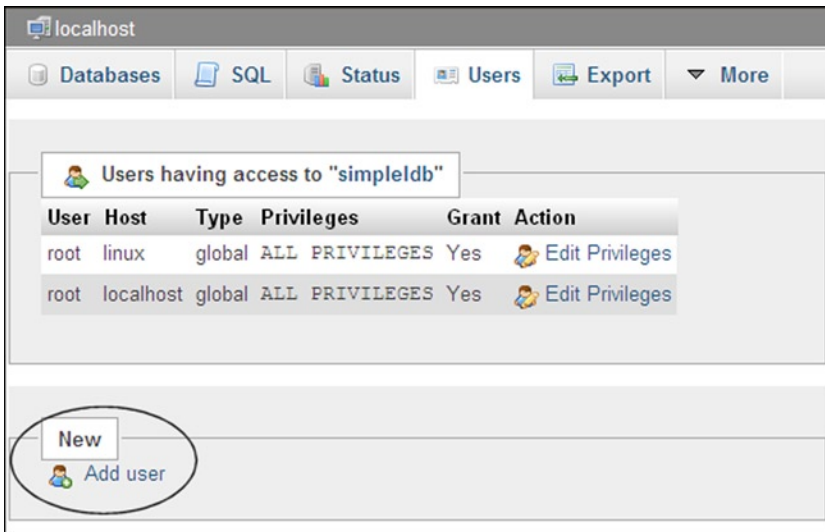 localhost
Databases SQL Status Users Export More
Users having access to "simpleIdb"
User Host Type Privileges Grant Action
root linux global ALL PRIVILEGES Yes Edit Privileges
root localhost global ALL PRIVILEGES Yes Edit Privileges
New
Add user